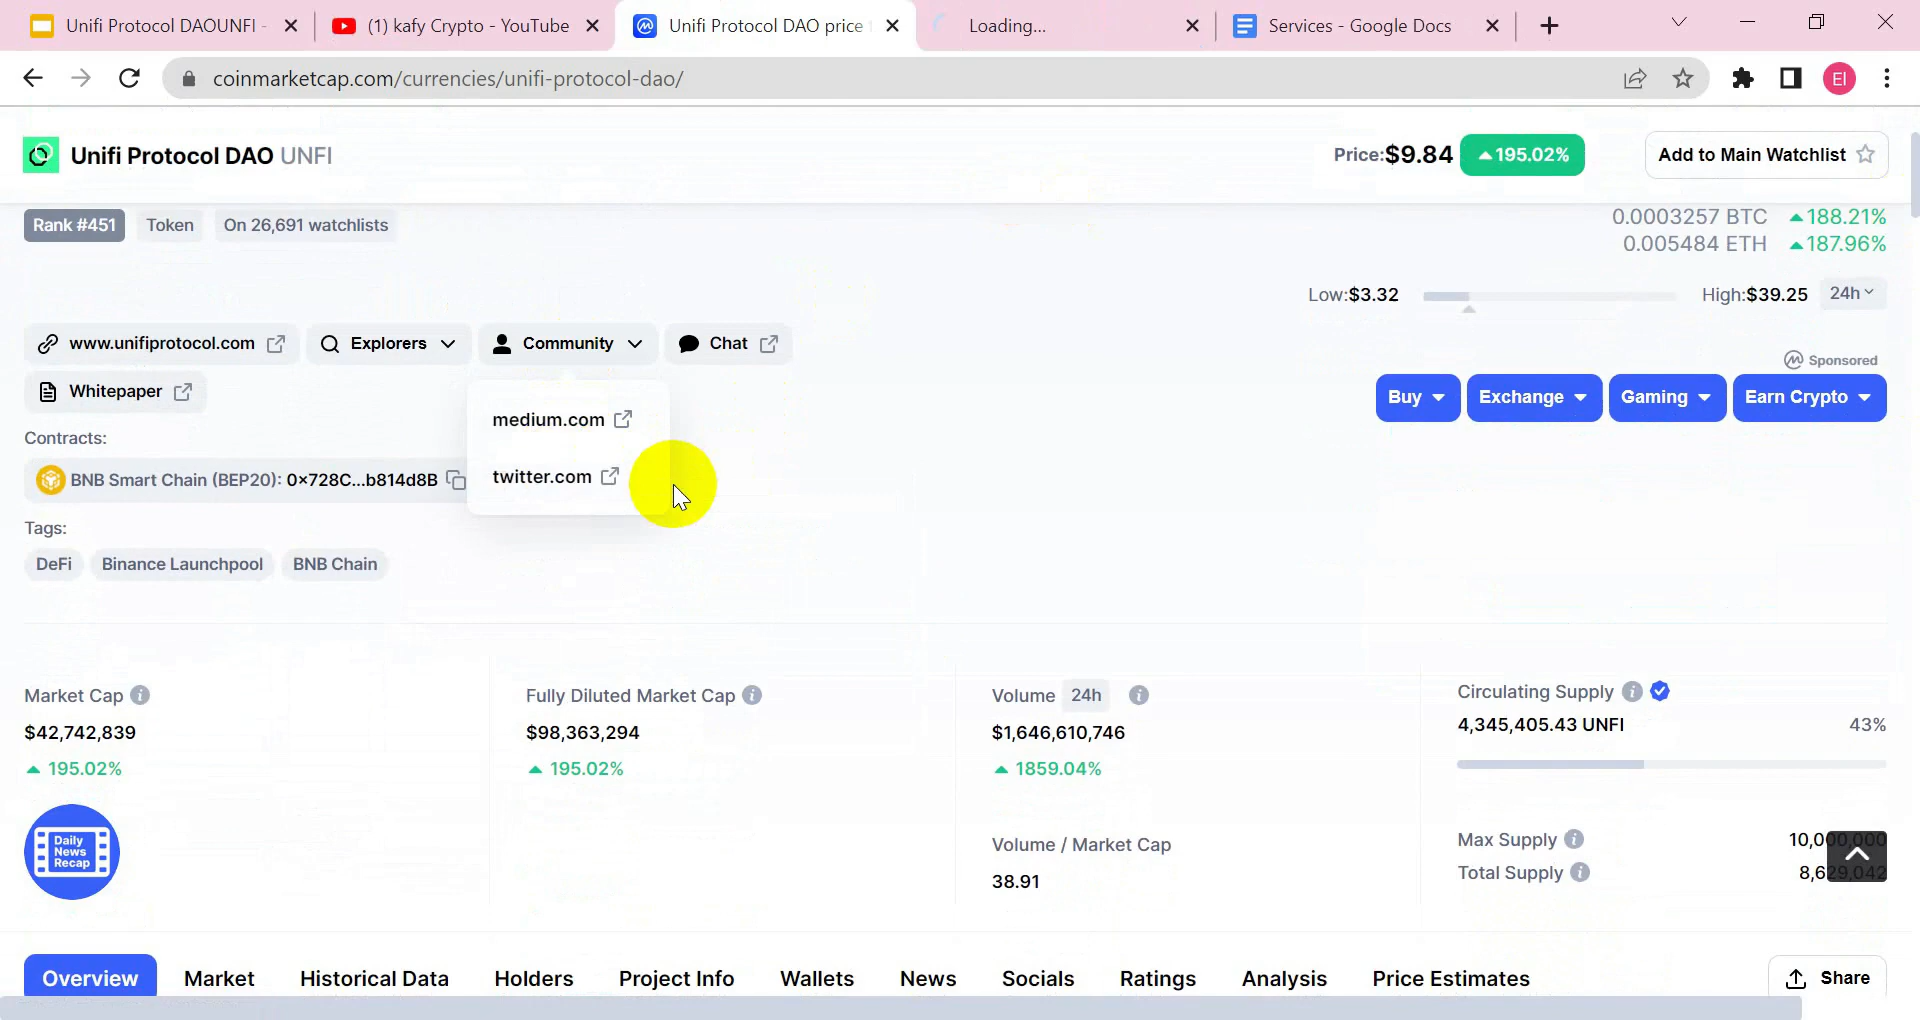 Unifi Protocol DAOUNFI -
(1) kafy Crypto - YouTube
Unifi Protocol DAO price
Loading...
Services - Google Docs
coinmarketcap.com/currencies/unifi-protocol-dao/
EI
Unifi Protocol DAO UNFI
Price:$9.84
195.02%
Add to Main Watchlist
Rank #451
Token
On 26,691 watchlists
0.0003257 BTC 188.21%
0.005484 ETH 187.96%
Low:$3.32
High:$39.25
24h
www.unifiprotocol.com
Explorers
Community
Chat
Sponsored
Whitepaper
medium.com
twitter.com
Buy
Exchange
Gaming
Earn Crypto
Contracts:
BNB Smart Chain (BEP20): 0x728C...b814d8B
Tags:
DeFi
Binance Launchpool
BNB Chain
Market Cap
$42,742,839
195.02%
Fully Diluted Market Cap
$98,363,294
195.02%
Volume 24h
$1,646,610,746
1859.04%
Volume / Market Cap
38.91
Circulating Supply
4,345,405.43 UNFI
43%
Max Supply 10,000,000
Total Supply 8,629,042
Daily
News
Recap
Overview
Market
Historical Data
Holders
Project Info
Wallets
News
Socials
Ratings
Analysis
Price Estimates
Share